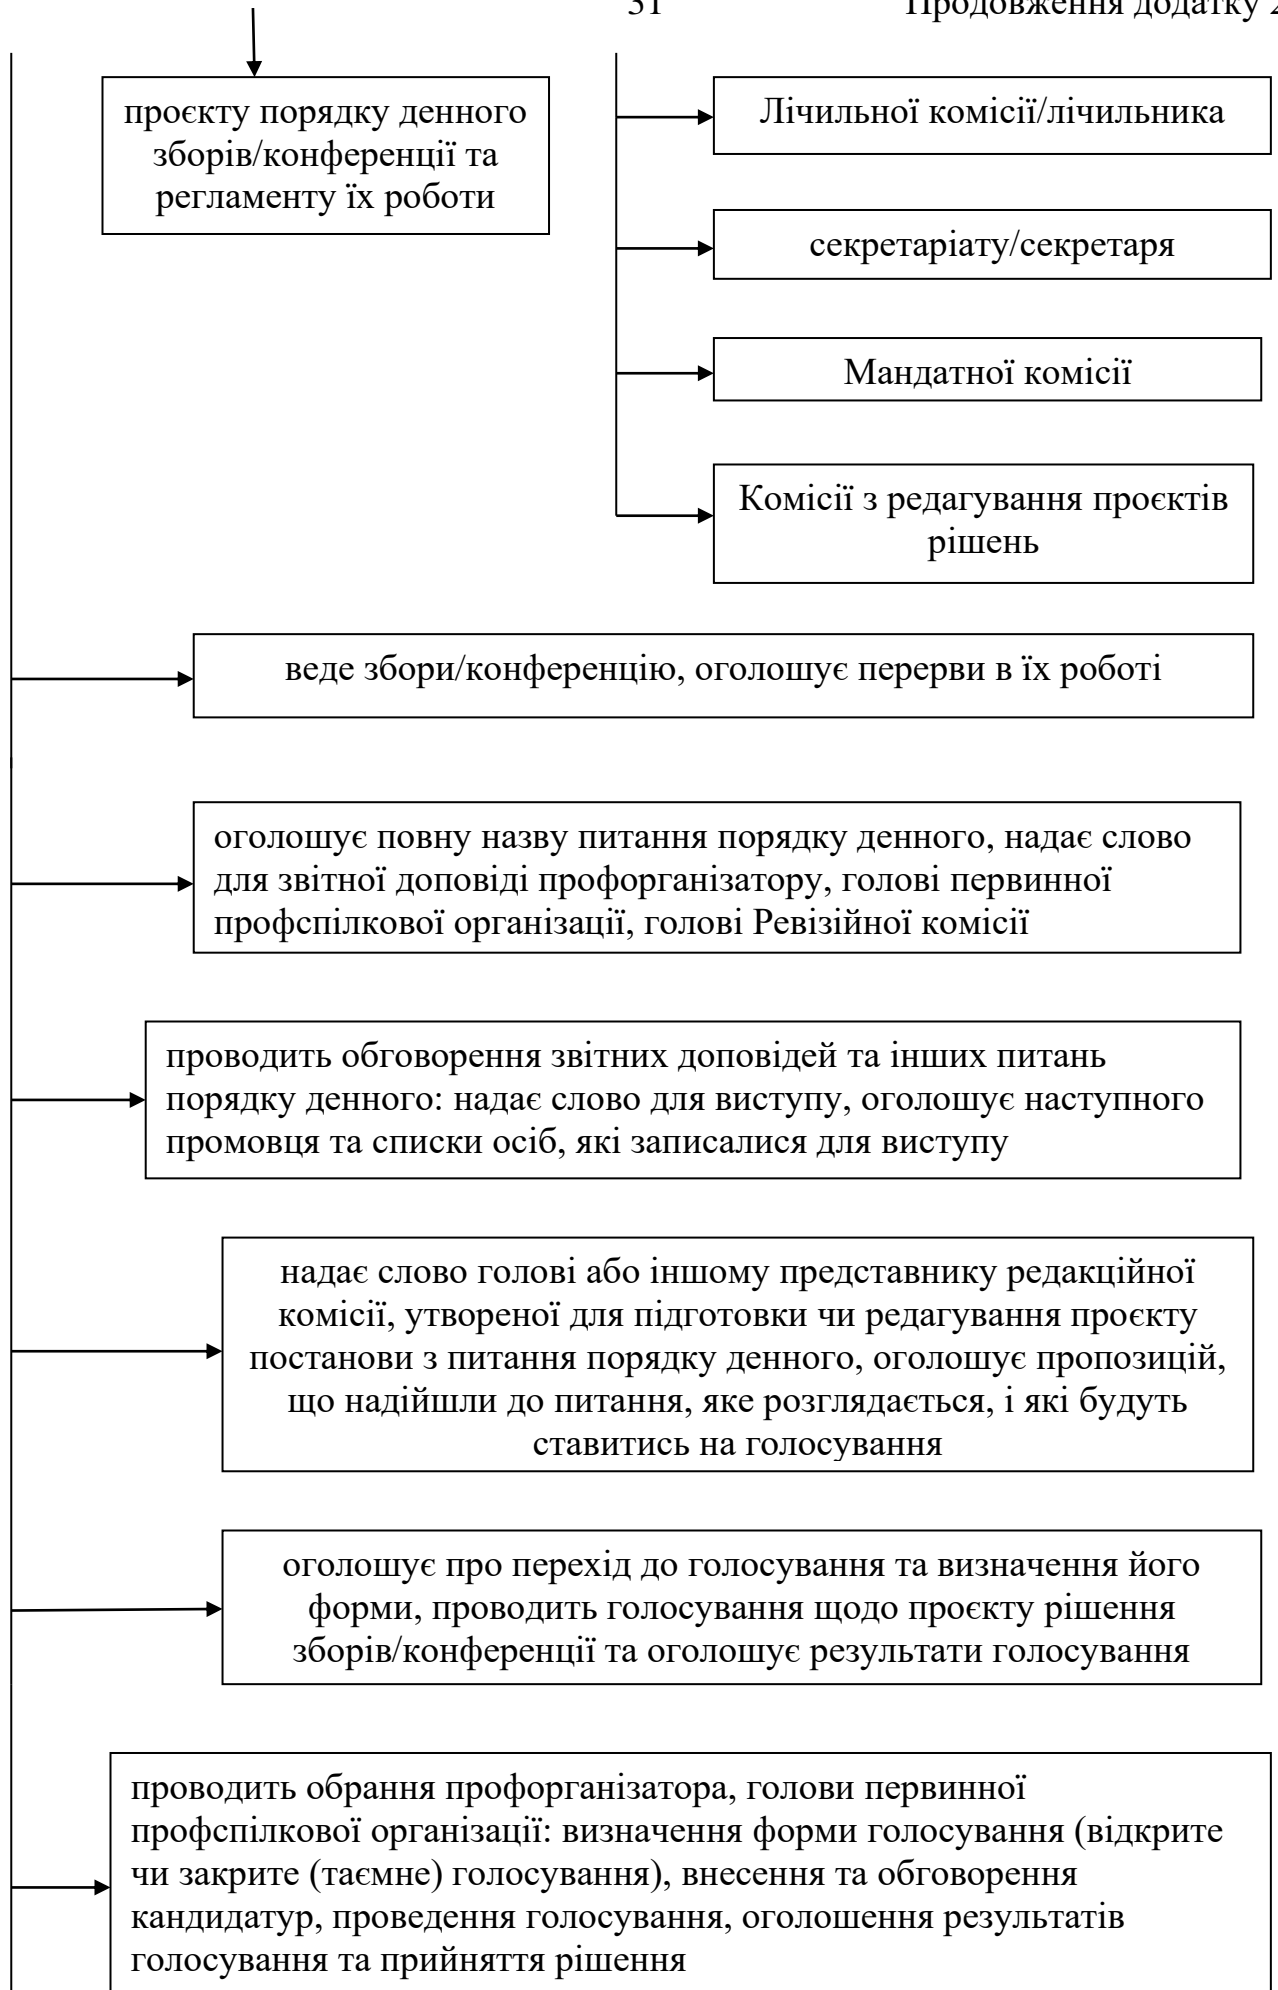 31 Продовження додатку 2
проєкту порядку денного
зборів/конференції та
регламенту їх роботи
Лічильної комісії/лічильника
секретаріату/секретаря
Мандатної комісії
Комісії з редагування проєктів
рішень
веде збори/конференцію, оголошує перерви в їх роботі
оголошує повну назву питання порядку денного, надає слово
для звітної доповіді профорганізатору, голові первинної
профспілкової організації, голові Ревізійної комісії
проводить обговорення звітних доповідей та інших питань
порядку денного: надає слово для виступу, оголошує наступного
промовця та списки осіб, які записалися для виступу
надає слово голові або іншому представнику редакційної
комісії, утвореної для підготовки чи редагування проєкту
постанови з питання порядку денного, оголошує пропозицій,
що надійшли до питання, яке розглядається, і які будуть
ставитись на голосування
оголошує про перехід до голосування та визначення його
форми, проводить голосування щодо проєкту рішення
зборів/конференції та оголошує результати голосування
проводить обрання профорганізатора, голови первинної
профспілкової організації: визначення форми голосування (відкрите
чи закрите (таємне) голосування), внесення та обговорення
кандидатур, проведення голосування, оголошення результатів
голосування та прийняття рішення